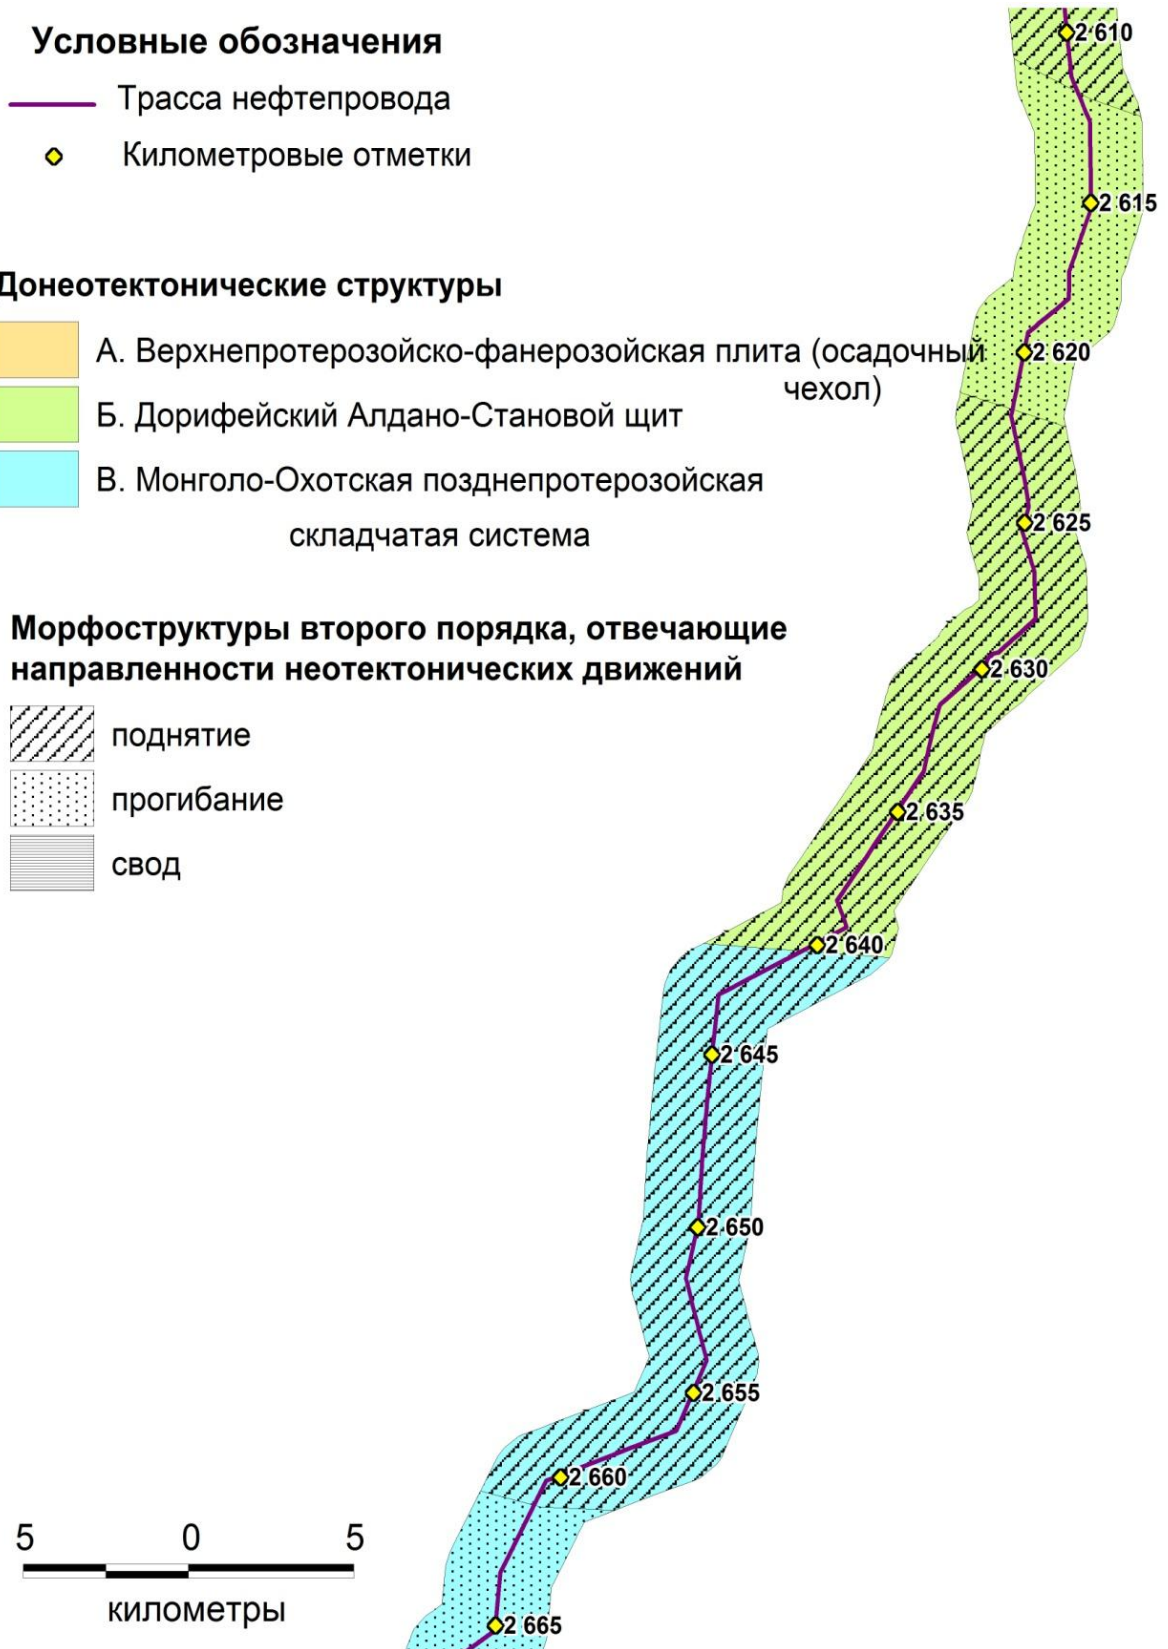 Условные обозначения
Трасса нефтепровода
Километровые отметки
Донеотектонические структуры
А. Верхнепротерозойско-фанерозойская плита (осадочный
чехол)
Б. Дорифейский Алдано-Становой щит
В. Монголо-Охотская позднепротерозойская
складчатая система
Морфоструктуры второго порядка, отвечающие
направленности неотектонических движений
поднятие
прогибание
свод
2 610
2 615
2 620
2 625
2 630
2 635
2 640
2 645
2 650
2 655
2 660
2 665
5 0 5
километры